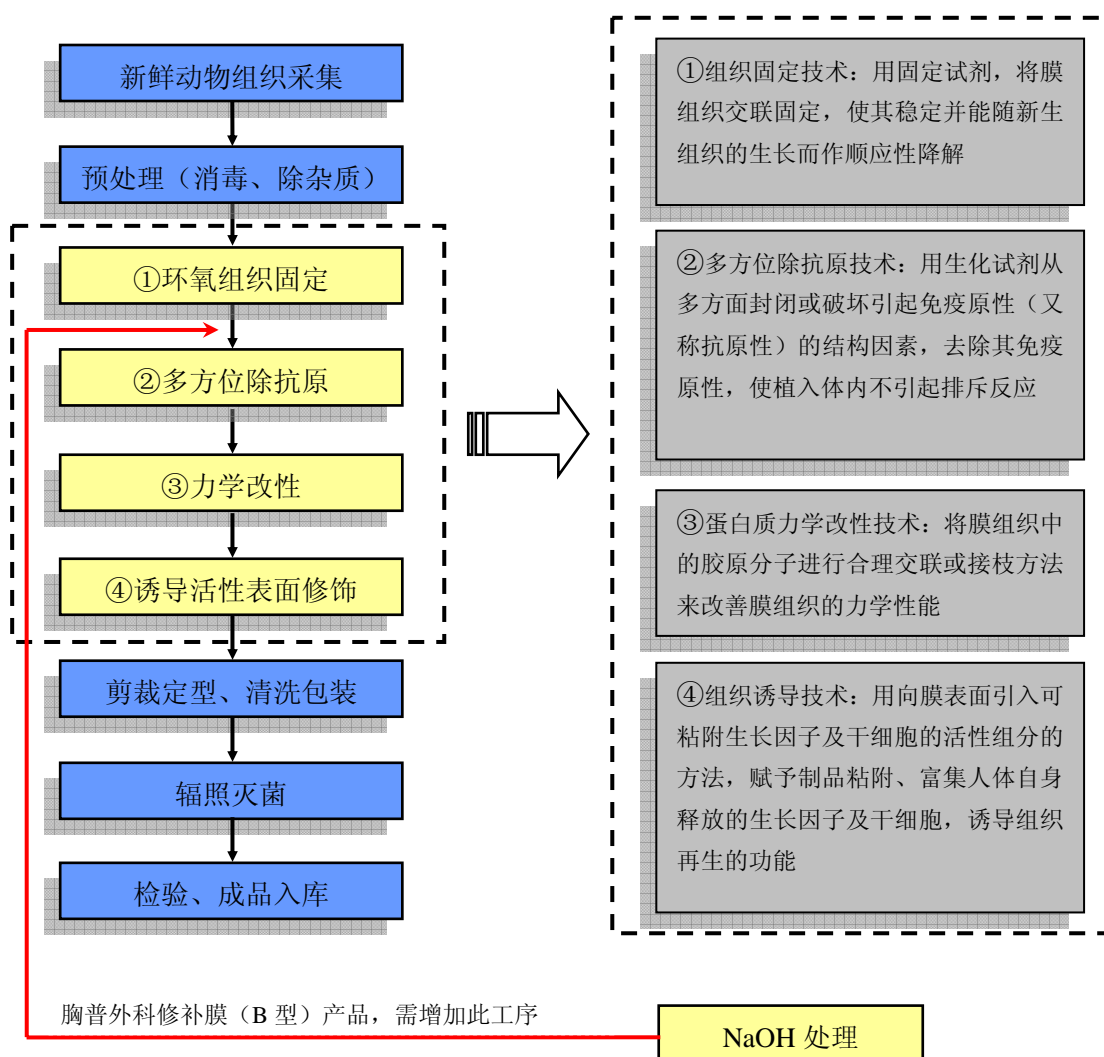 新鲜动物组织采集
预处理（消毒、除杂质）
①环氧组织固定
②多方位除抗原
③力学改性
④诱导活性表面修饰
剪裁定型、清洗包装
辐照灭菌
检验、成品入库
①组织固定技术：用固定试剂，将膜
组织交联固定，使其稳定并能随新生
组织的生长而作顺应性降解
②多方位除抗原技术：用生化试剂从
多方面封闭或破坏引起免疫原性（又
称抗原性）的结构因素，去除其免疫
原性，使植入体内不引起排斥反应
③蛋白质力学改性技术：将膜组织中
的胶原分子进行合理交联或接枝方法
来改善膜组织的力学性能
④组织诱导技术：用向膜表面引入可
粘附生长因子及干细胞的活性组分的
方法，赋予制品粘附、富集人体自身
释放的生长因子及干细胞，诱导组织
再生的功能
胸普外科修补膜（B 型）产品，需增加此工序
NaOH 处理